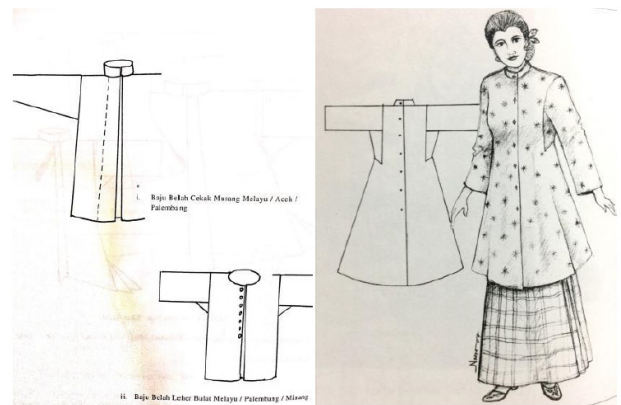 i. Baju Belah Cekak Musang Melayu / Aceh /
Palembang
ii. Baju Belah Leher Bulat Melayu / Palembang / Minang